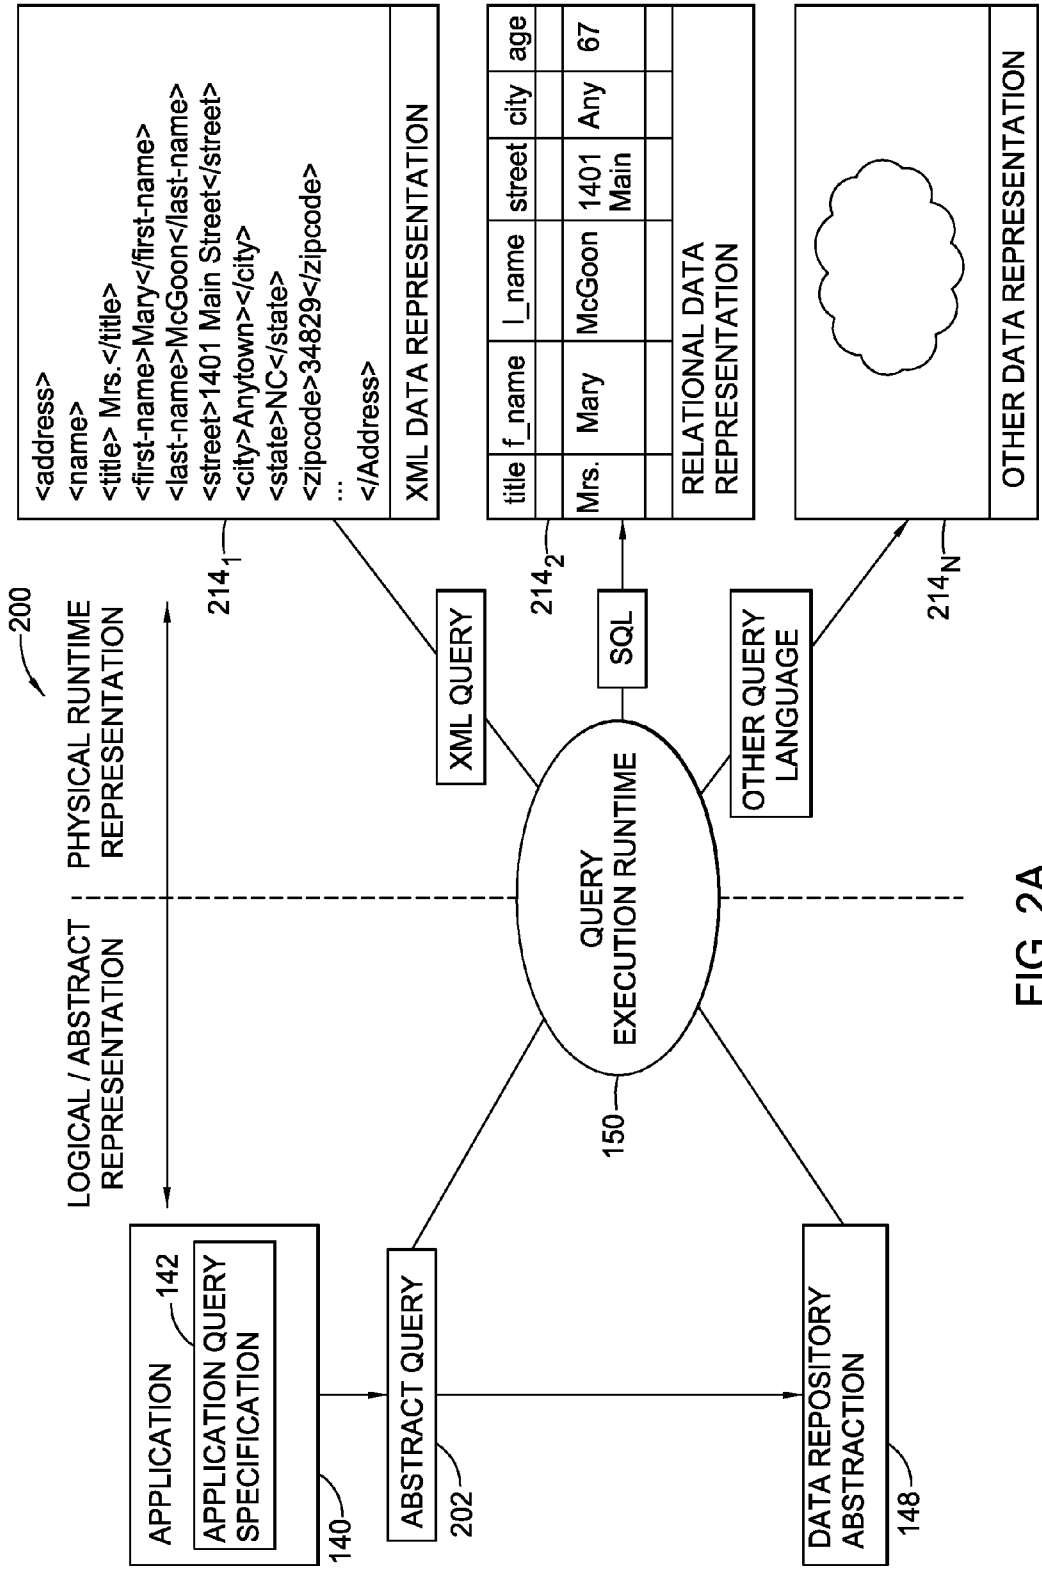 200
LOGICAL / ABSTRACT
REPRESENTATION
PHYSICAL RUNTIME
REPRESENTATION
APPLICATION
142
APPLICATION QUERY
SPECIFICATION
140
ABSTRACT QUERY
202
DATA REPOSITORY
ABSTRACTION
148
QUERY
EXECUTION RUNTIME
150
XML QUERY
SQL
OTHER QUERY
LANGUAGE
<address>
<name>
<title> Mrs.</title>
<first-name>Mary</first-name>
<last-name>McGoon</last-name>
<street>1401 Main Street</street>
<city>Anytown></city>
<state>NC</state>
<zipcode>34829</zipcode>
...
</Address>
XML DATA REPRESENTATION
214₁
title f_name l_name street city age
Mrs. Mary McGoon 1401 Main Any 67
RELATIONAL DATA
REPRESENTATION
214₂
OTHER DATA REPRESENTATION
214N
FIG. 2A